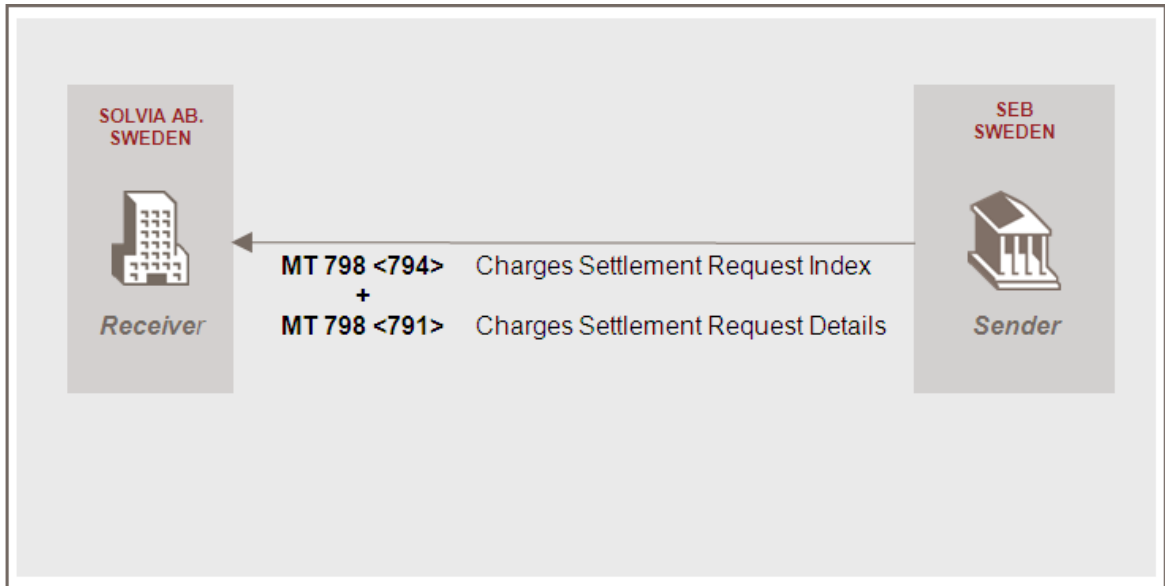 SOLVIA AB.
SWEDEN
Receiver
SEB
SWEDEN
Sender
MT 798 <794> Charges Settlement Request Index
+
MT 798 <791> Charges Settlement Request Details